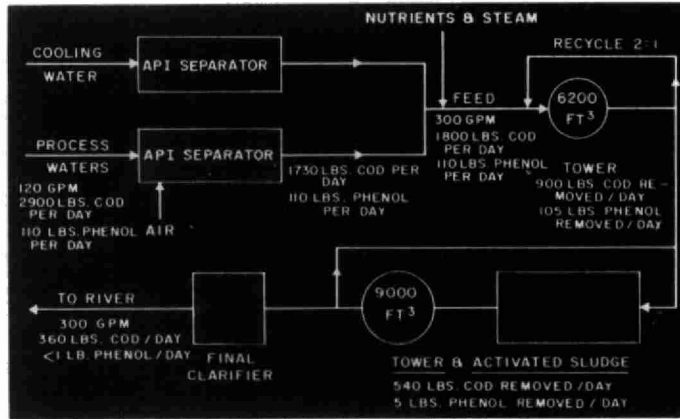 NUTRIENTS & STEAM
COOLING
WATER
API SEPARATOR
RECYCLE 2:1
FEED
6200
FT³
300 GPM
1800 LBS. COD
PER DAY
110 LBS. PHENOL
PER DAY
PROCESS
WATERS
API SEPARATOR
120 GPM
2900 LBS. COD
PER DAY
110 LBS. PHENOL
PER DAY
AIR
1730 LBS. COD PER
DAY
110 LBS. PHENOL
PER DAY
TOWER
900 LBS COD RE-
MOVED / DAY
105 LBS. PHENOL
REMOVED / DAY
TO RIVER
300 GPM
360 LBS. COD / DAY
<1 LB. PHENOL / DAY
FINAL
CLARIFIER
9000
FT³
TOWER & ACTIVATED SLUDGE
540 LBS. COD REMOVED / DAY
5 LBS. PHENOL REMOVED / DAY